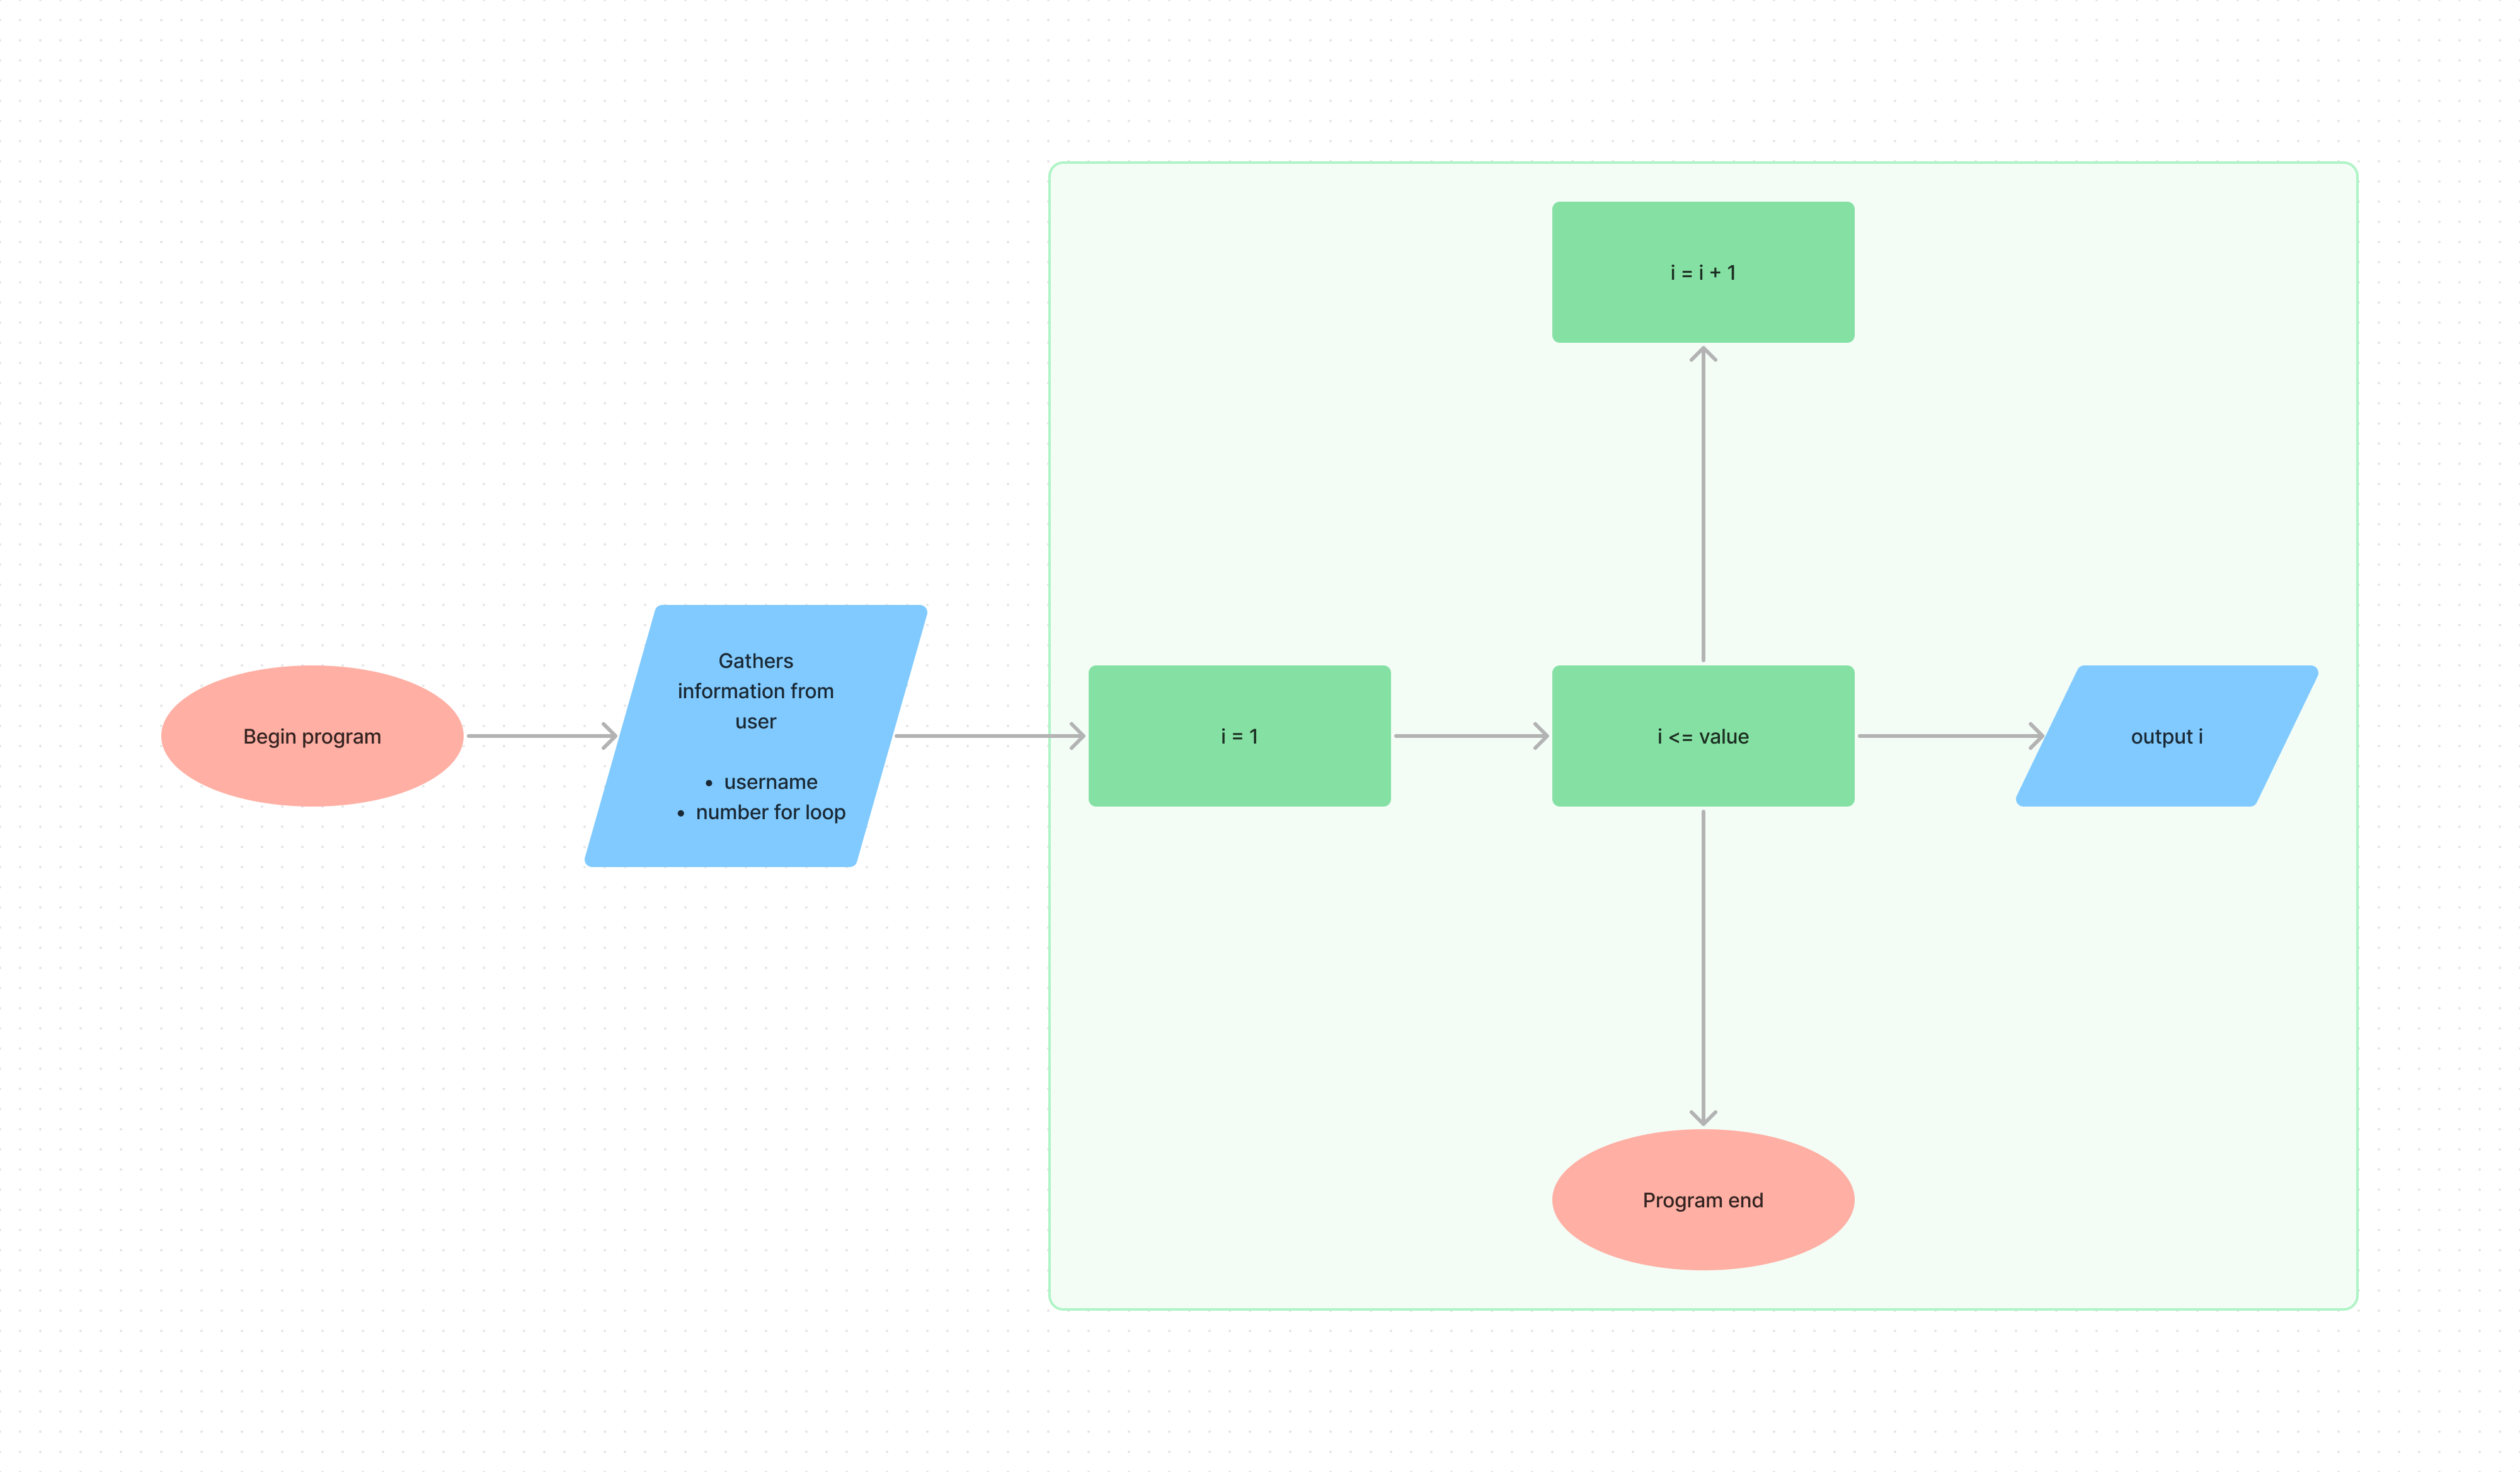 i = i + 1
Begin program
Gathers
information from
user
• username
• number for loop
i = 1
i <= value
output i
Program end